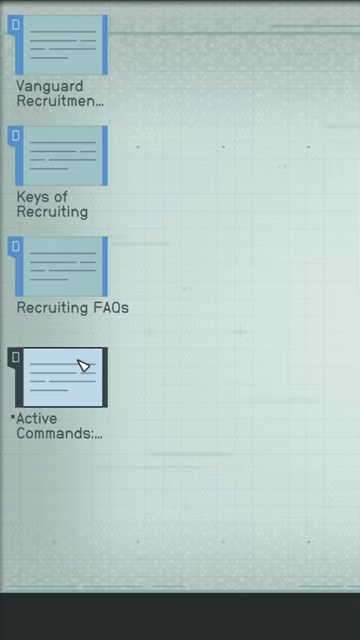 Vanguard
Recruitmen...
Keys of
Recruiting
Recruiting FAQs
Active
Commands:...